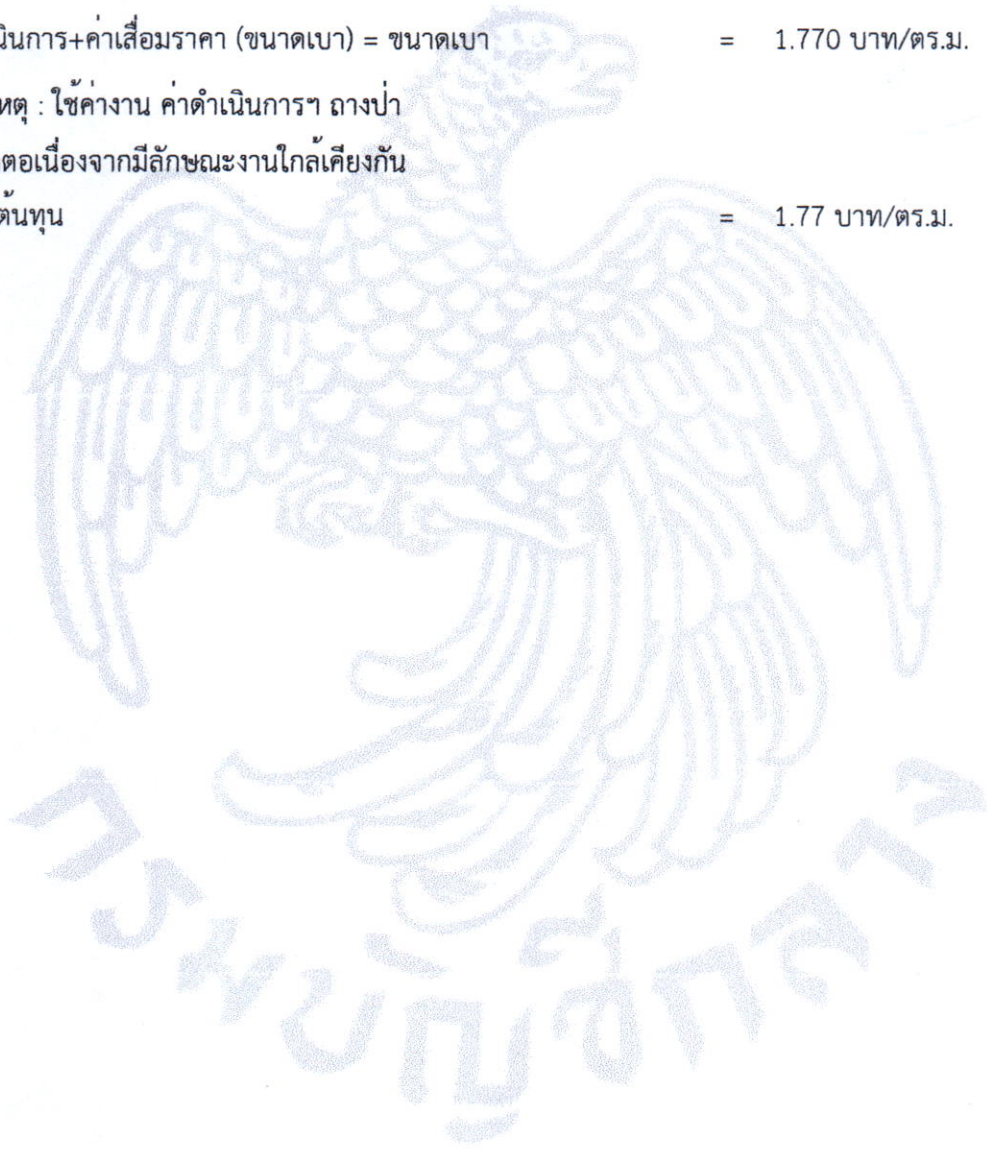 นินการ+ค่าเสื่อมราคา (ขนาดเบา) = ขนาดเบา = 1.770 บาท/ตร.ม.
หตุ : ใช้ค่างาน ค่าดำเนินการฯ ถางป่า
ตอเนื่องจากมีลักษณะงานใกล้เคียงกัน
ต้นทุน = 1.77 บาท/ตร.ม.
กรมบัญชีกลาง